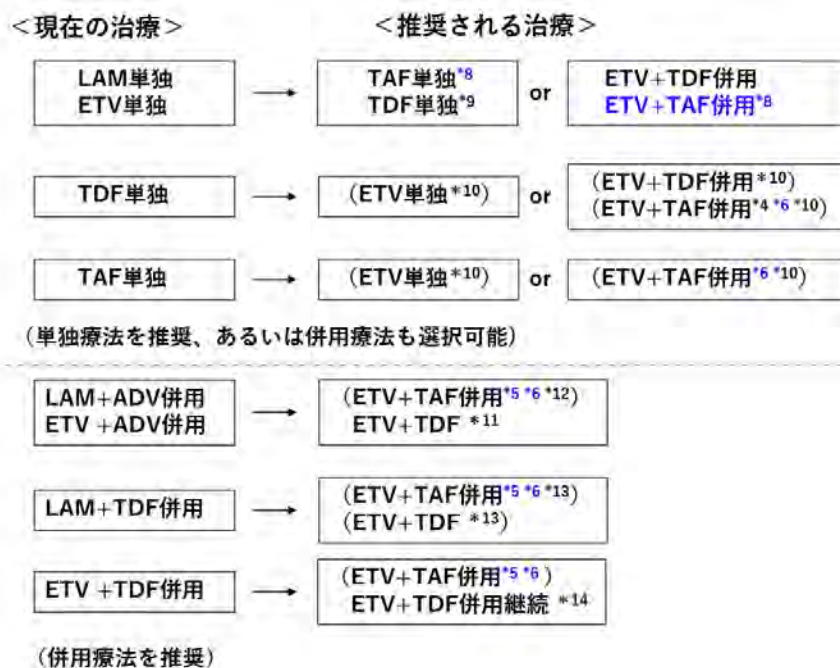 ＜現在の治療＞
＜推奨される治療＞
LAM単独
ETV単独
TAF単独*8
TDF単独*9
or
ETV+TDF併用
ETV+TAF併用*8
TDF単独
(ETV単独*10)
or
(ETV+TDF併用*10)
(ETV+TAF併用*4 *6 *10)
TAF単独
(ETV単独*10)
or
(ETV+TAF併用*6 *10)
（単独療法を推奨、あるいは併用療法も選択可能）
LAM+ADV併用
ETV +ADV併用
(ETV+TAF併用*5 *6 *12)
ETV+TDF *11
LAM+TDF併用
(ETV+TAF併用*5 *6 *13)
(ETV+TDF *13)
ETV +TDF併用
(ETV+TAF併用*5 *6 )
ETV+TDF併用継続 *14
（併用療法を推奨）